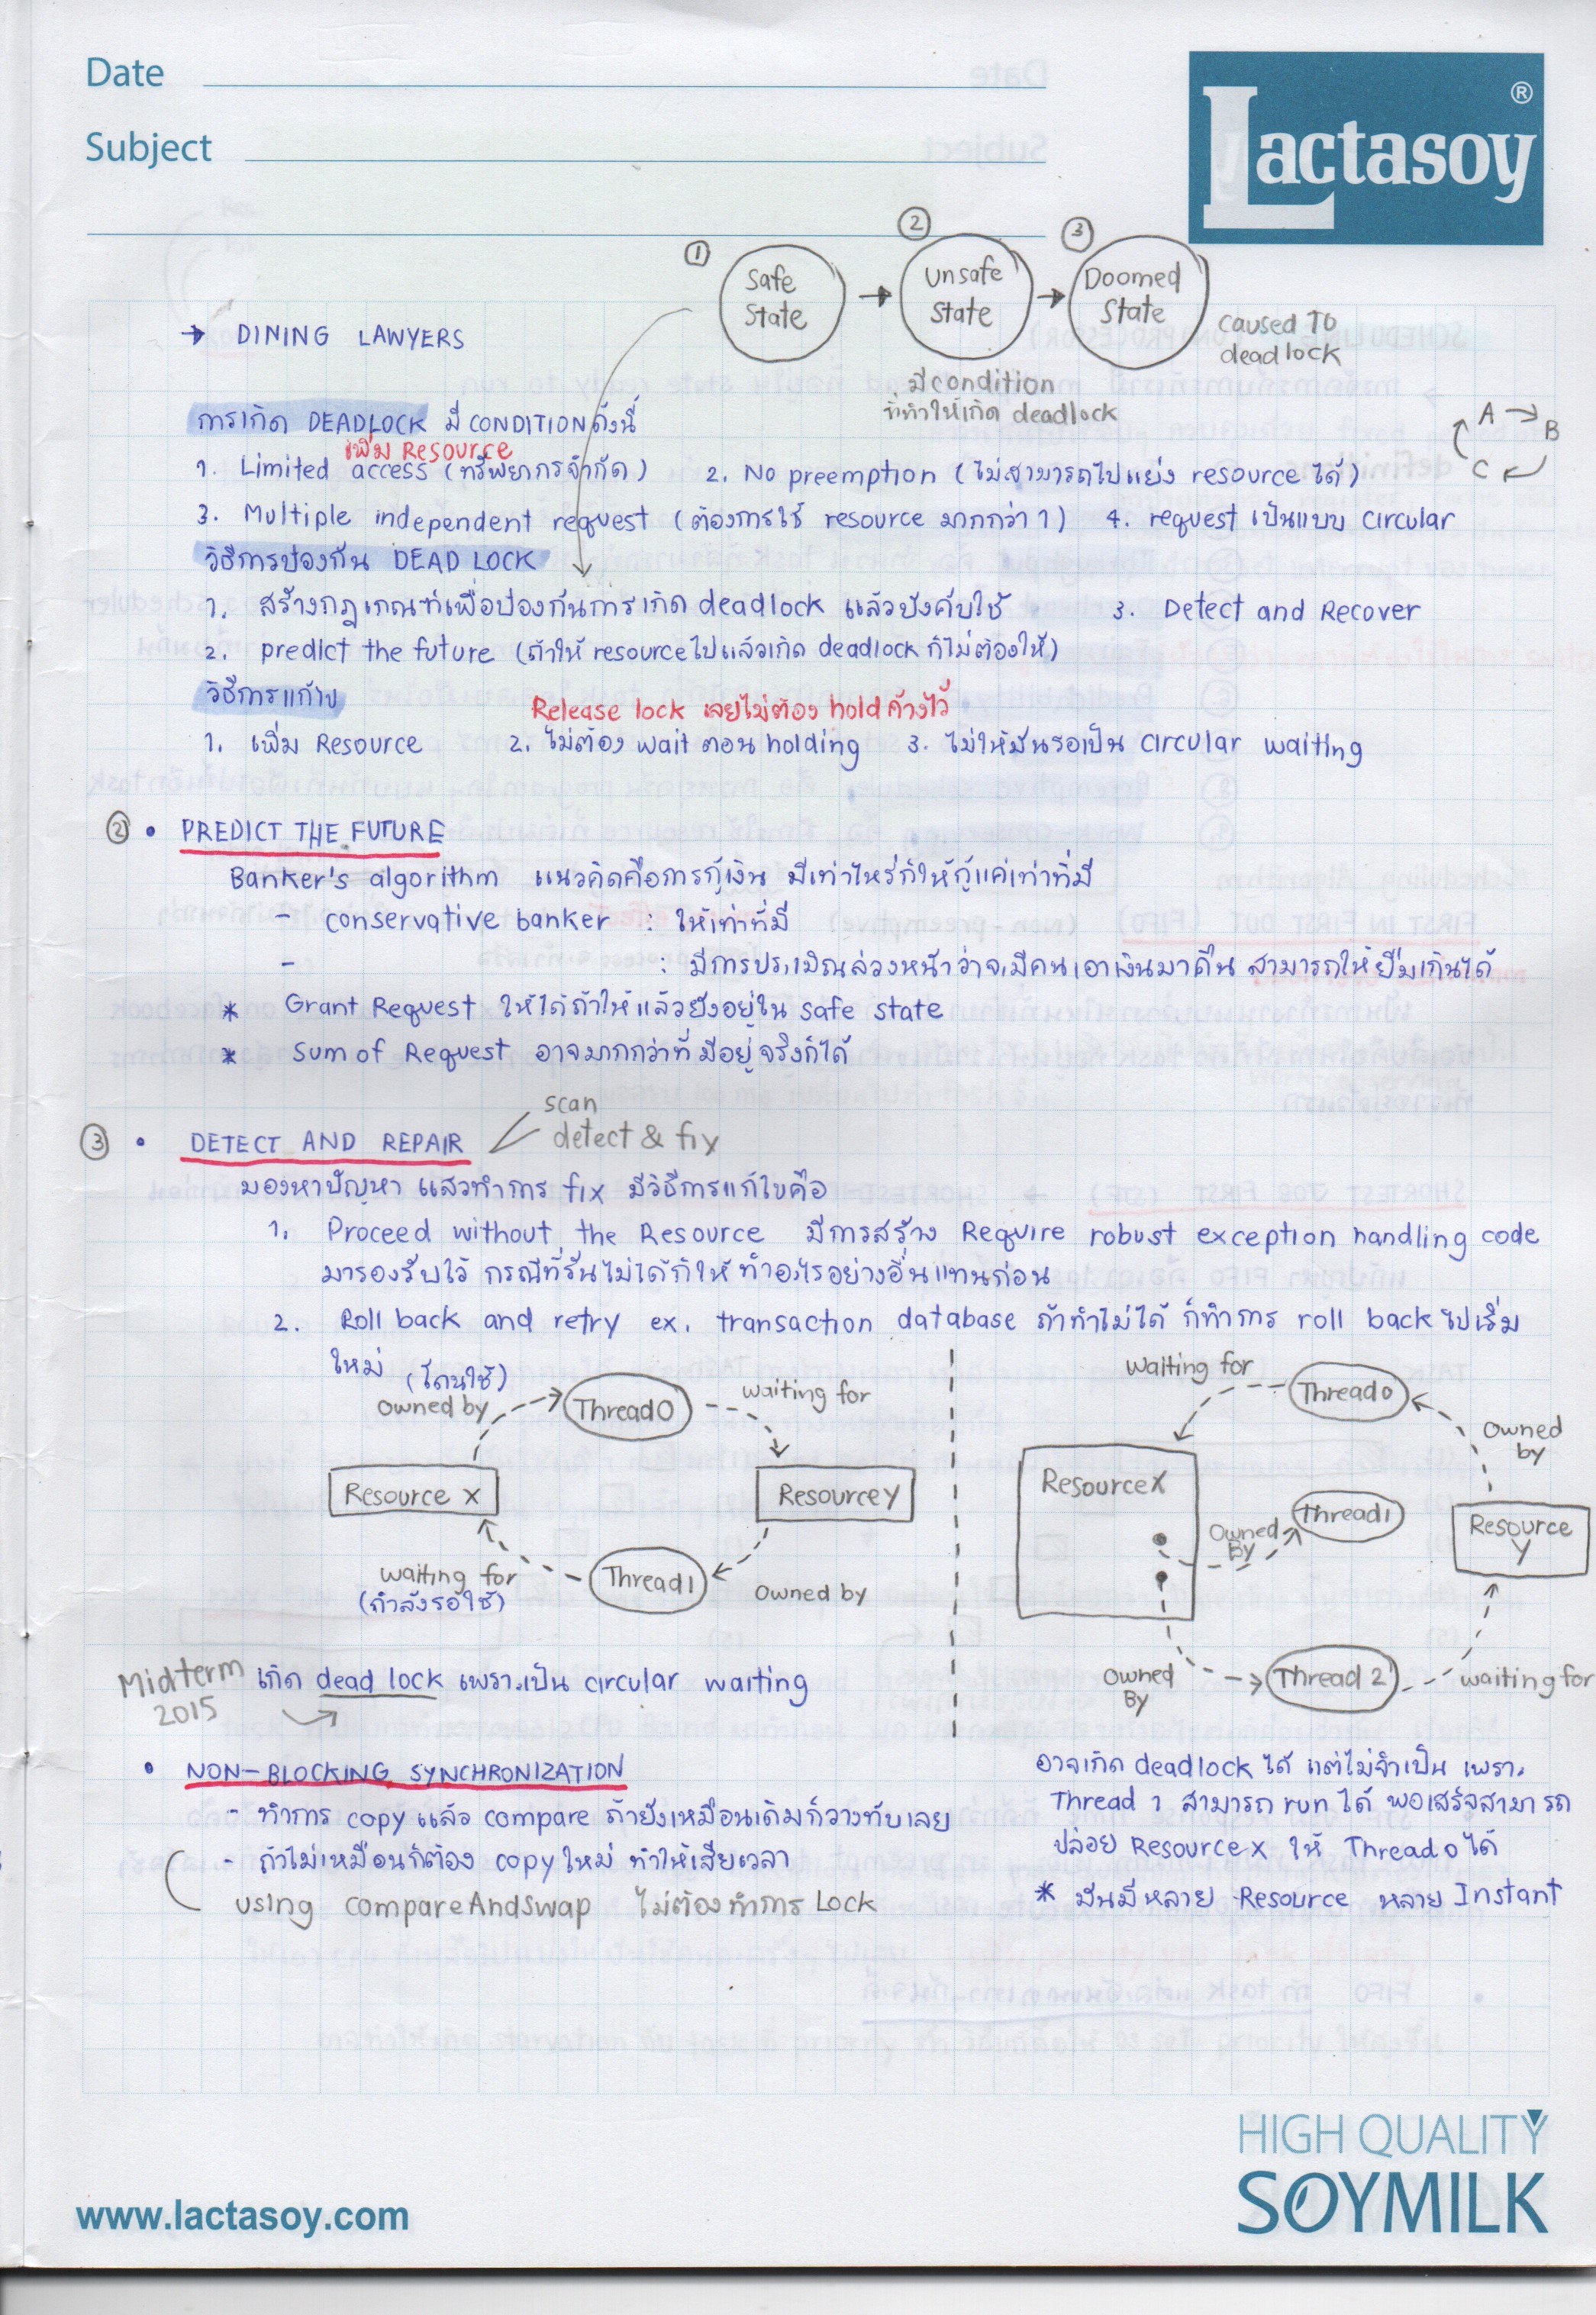 Date
Subject
Lactasoy ®
① Safe State → ② Unsafe State → ③ Doomed State
caused to deadlock
มี condition
ที่ทำให้เกิด deadlock
→ DINING LAWYERS
A → B
C
การเกิด DEADLOCK มี CONDITION ดังนี้
เพิ่ม Resource
1. Limited access (ทรัพยากรจำกัด) 2. No preemption (ไม่สามารถไปแย่ง resource ได้)
3. Multiple independent request (ต้องการใช้ resource มากกว่า 1) 4. request เป็นแบบ circular
วิธีการป้องกัน DEAD LOCK
1. สร้างกฎเกณฑ์เพื่อป้องกันการเกิด deadlock แล้วบังคับใช้ 3. Detect and Recover
2. predict the future (ถ้าให้ resource ไปแล้วเกิด deadlock ก็ไม่ต้องให้)
วิธีการแก้ไข
Release lock เลยไม่ต้อง hold ค้างไว้
1. เพิ่ม Resource 2. ไม่ต้อง wait ตอน holding 3. ไม่ให้มันรอเป็น circular waiting
② • PREDICT THE FUTURE
Banker's algorithm แนวคิดคือการกู้เงิน มีเท่าไหร่ก็ให้กู้แค่เท่าที่มี
- conservative banker : ให้เท่าที่มี
- : มีการประเมิณล่วงหน้าว่าจะมีคนเอาเงินมาคืน สามารถให้ยืมเกินได้
* Grant Request ให้ได้ถ้าให้แล้วยังอยู่ใน safe state
* Sum of Request อาจมากกว่าที่มีอยู่จริงก็ได้
③ • DETECT AND REPAIR
scan
detect & fix
มองหาปัญหา แล้วทำการ fix มีวิธีการแก้ไขคือ
1. Proceed without the Resource มีการสร้าง Require robust exception handling code
มารองรับไว้ กรณีที่รันไม่ได้ก็ให้ทำอะไรอย่างอื่นแทนก่อน
2. Roll back and retry ex. transaction database ถ้าทำไม่ได้ ก็ทำการ roll back ไปเริ่ม
ใหม่
(โดนใช้)
owned by
Thread 0
waiting for
Resource X
Resource Y
waiting for
(กำลังรอใช้)
Thread 1
owned by
waiting for
Thread 0
owned by
Resource X
Owned By
Thread 1
Resource Y
owned By
Thread 2
waiting for
Midterm 2015
เกิด dead lock เพราะเป็น circular waiting
• NON-BLOCKING SYNCHRONIZATION
- ทำการ copy แล้ว compare ถ้ายังเหมือนเดิมก็วางทับเลย
- ถ้าไม่เหมือนก็ต้อง copy ใหม่ ทำให้เสียเวลา
using compareAndSwap ไม่ต้องทำการ Lock
อาจเกิด deadlock ได้ แต่ไม่จำเป็น เพราะ
Thread 1 สามารถ run ได้ พอเสร็จสามารถ
ปล่อย Resource X ให้ Thread 0 ได้
* มันมีหลาย Resource หลาย Instant
HIGH QUALITY
SOYMILK
www.lactasoy.com